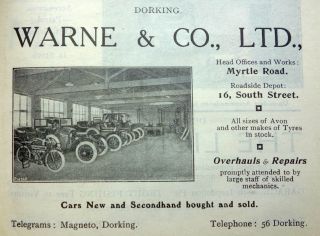 DORKING.
WARNE & CO., LTD.,
Head Offices and Works:
Myrtle Road.
Roadside Depot:
16, South Street.
All sizes of Avon
and other makes of Tyres
in stock.
Overhauls & Repairs
promptly attended to by
large staff of skilled
mechanics.
Cars New and Secondhand bought and sold.
Telegrams: Magneto, Dorking.
Telephone: 56 Dorking.